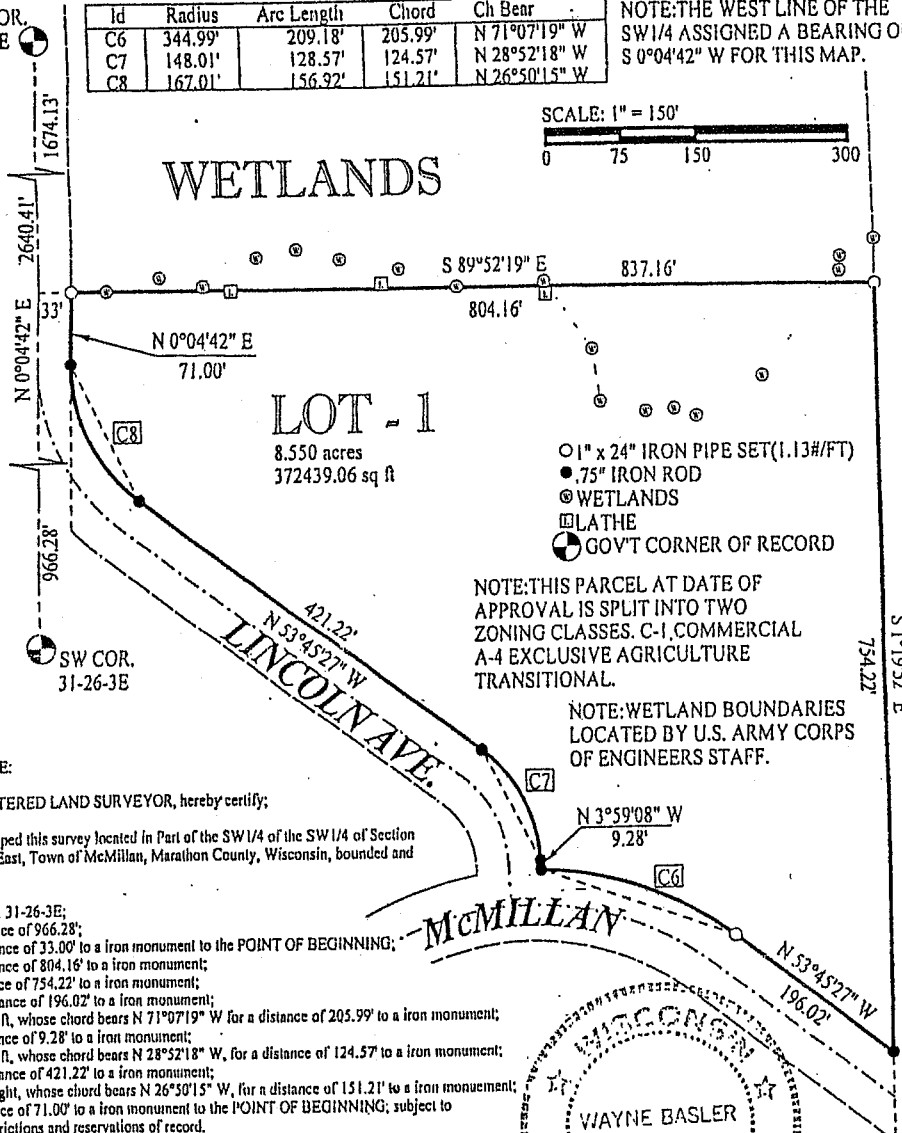 OR.
E
Id Radius Arc Length Chord Ch Bear
C6 344.99' 209.18' 205.99' N 71°07'19" W
C7 148.01' 128.57' 124.57' N 28°52'18" W
C8 167.01' 156.92' 151.21' N 26°50'15" W
NOTE:THE WEST LINE OF THE
SW1/4 ASSIGNED A BEARING O
S 0°04'42" W FOR THIS MAP.
SCALE: 1" = 150'
0 75 150 300
1674.13'
WETLANDS
2640.41'
S 89°52'19" E 837.16'
804.16'
33'
N 0°04'42" E
N 0°04'42" E
71.00'
C8
LOT - 1
8.550 acres
372439.06 sq ft
1" x 24" IRON PIPE SET(1.13#/FT)
.75" IRON ROD
WETLANDS
L LATHE
GOV'T CORNER OF RECORD
966.28'
SW COR.
31-26-3E
NOTE:THIS PARCEL AT DATE OF
APPROVAL IS SPLIT INTO TWO
ZONING CLASSES. C-1,COMMERCIAL
A-4 EXCLUSIVE AGRICULTURE
TRANSITIONAL.
421.22'
N 53°45'27" W
LINCOLN AVE.
754.22'
S 1°19'52" E
NOTE:WETLAND BOUNDARIES
LOCATED BY U.S. ARMY CORPS
OF ENGINEERS STAFF.
C7
N 3°59'08" W
9.28'
C6
McMILLAN
N 53°45'27" W
196.02'
E:
TERED LAND SURVEYOR, hereby certify;
ped this survey located in Part of the SW1/4 of the SW1/4 of Section
East, Town of McMillan, Marathon County, Wisconsin, bounded and
31-26-3E;
ce of 966.28';
nce of 33.00' to a iron monument to the POINT OF BEGINNING;
nce of 804.16' to a iron monument;
ce of 754.22' to a iron monument;
ance of 196.02' to a iron monument;
ft, whose chord bears N 71°07'19" W for a distance of 205.99' to a iron monument;
nce of 9.28' to a iron monument;
ft, whose chord bears N 28°52'18" W, for a distance of 124.57' to a iron monument;
ance of 421.22' to a iron monument;
ght, whose chord bears N 26°50'15" W, for a distance of 151.21' to a iron monuement;
ce of 71.00' to a iron monument to the POINT OF BEGINNING; subject to
rictions and reservations of record.
WISCONSIN
WAYNE BASLER